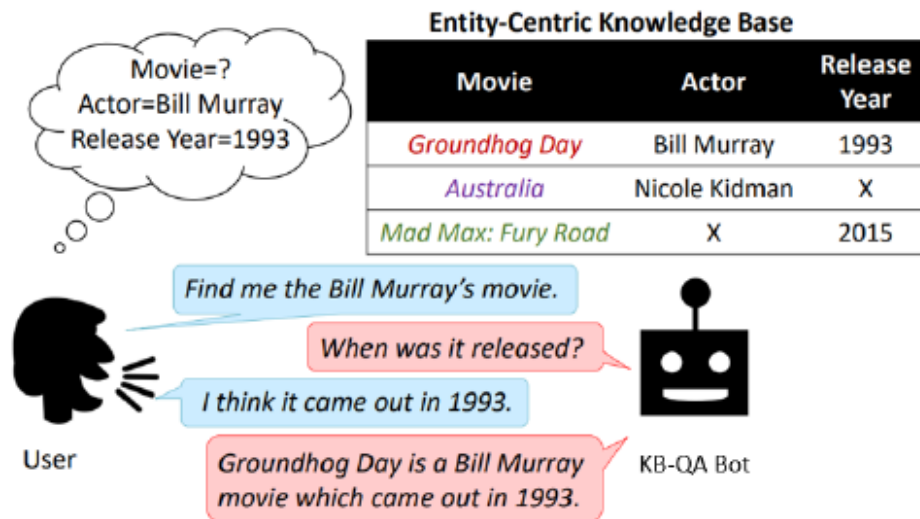 Entity-Centric Knowledge Base
Movie=?
Actor=Bill Murray
Release Year=1993
Movie Actor Release Year
Groundhog Day Bill Murray 1993
Australia Nicole Kidman X
Mad Max: Fury Road X 2015
Find me the Bill Murray's movie.
When was it released?
I think it came out in 1993.
Groundhog Day is a Bill Murray
movie which came out in 1993.
User
KB-QA Bot